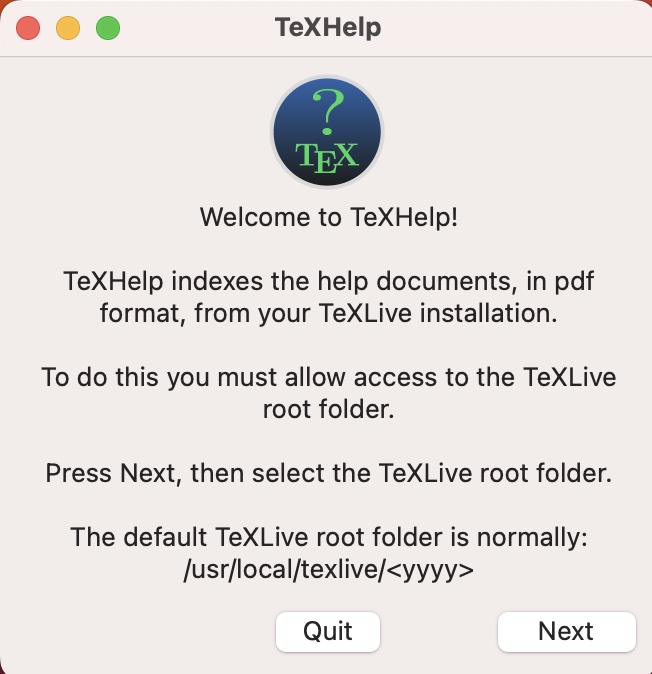 TeXHelp
?
TEX
Welcome to TeXHelp!
TeXHelp indexes the help documents, in pdf
format, from your TeXLive installation.
To do this you must allow access to the TeXLive
root folder.
Press Next, then select the TeXLive root folder.
The default TeXLive root folder is normally:
/usr/local/texlive/<yyyy>
Quit
Next